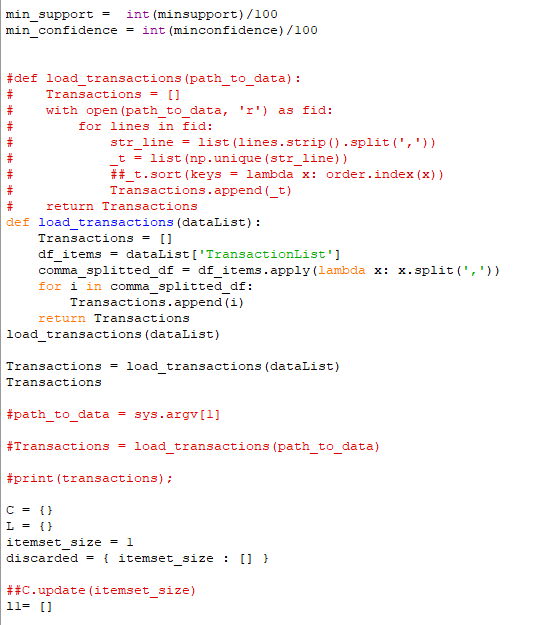 min_support =  int(minsupport)/100
min_confidence = int(minconfidence)/100
#def load_transactions(path_to_data):
#    Transactions = []
#    with open(path_to_data, 'r') as fid:
#        for lines in fid:
#            str_line = list(lines.strip().split(','))
#            _t = list(np.unique(str_line))
#            ##_t.sort(keys = lambda x: order.index(x))
#            Transactions.append(_t)
#    return Transactions
def load_transactions(dataList):
    Transactions = []
    df_items = dataList['TransactionList']
    comma_splitted_df = df_items.apply(lambda x: x.split(','))
    for i in comma_splitted_df:
        Transactions.append(i)
    return Transactions
load_transactions(dataList)
Transactions = load_transactions(dataList)
Transactions
#path_to_data = sys.argv[1]
#Transactions = load_transactions(path_to_data)
#print(transactions);
C = {}
L = {}
itemset_size = 1
discarded = { itemset_size : [] }
##C.update(itemset_size)
l1= []